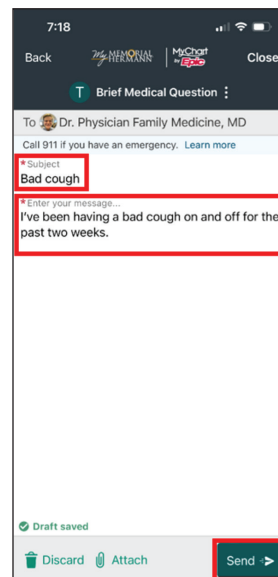 7:18
Back MY MEMORIAL HERMANN MyChart by Epic Close
T Brief Medical Question
To Dr. Physician Family Medicine, MD
Call 911 if you have an emergency. Learn more
*Subject
Bad cough
*Enter your message...
I've been having a bad cough on and off for the
past two weeks.
Draft saved
Discard Attach Send